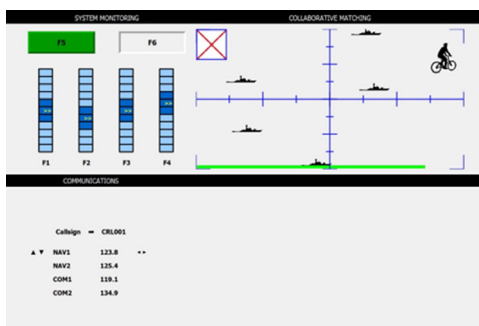 SYSTEM MONITORING
COLLABORATIVE MATCHING
F5 F6
>> >> >> >>
F1 F2 F3 F4
COMMUNICATIONS
Callsign ➡ CRL001
▲ ▼ NAV1 123.8 ◂ ▸
NAV2 125.4
COM1 119.1
COM2 134.9